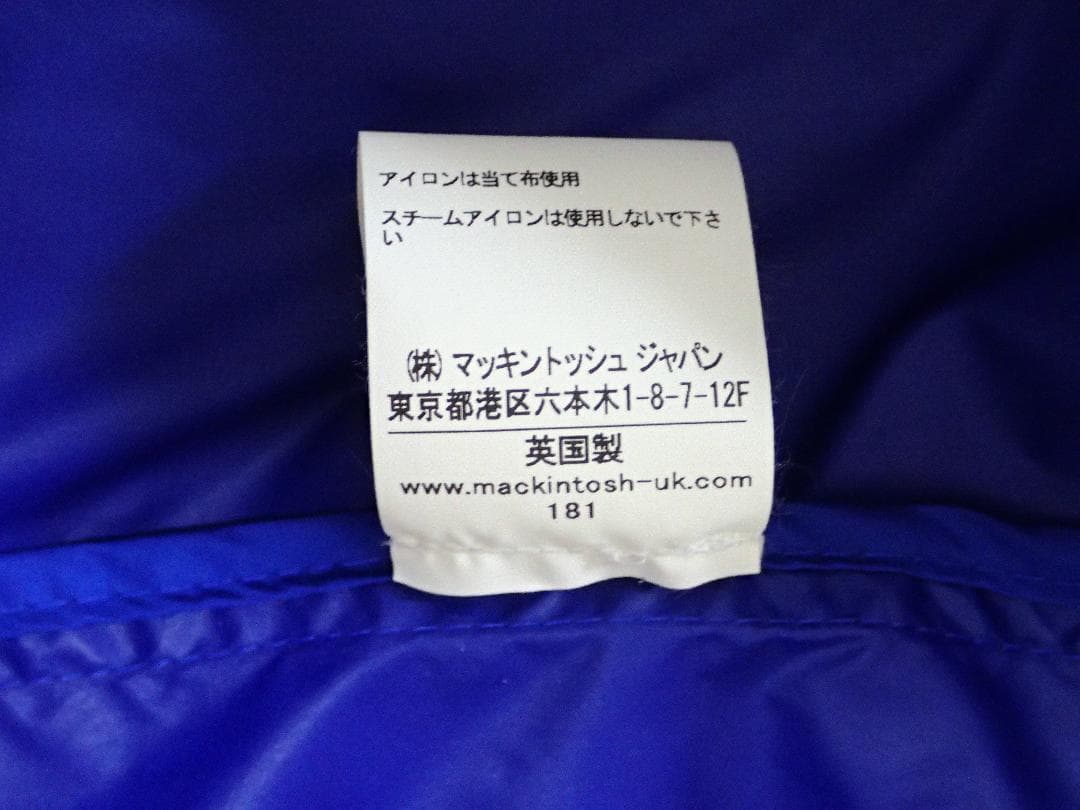 アイロンは当て布使用
スチームアイロンは使用しないで下さ
い
(株) マッキントッシュ ジャパン
東京都港区六本木1-8-7-12F
英国製
www.mackintosh-uk.com
181